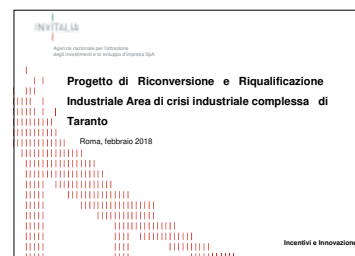 INVITALIA
Agenzia nazionale per l'attrazione
degli investimenti e lo sviluppo d'impresa SpA
Progetto di Riconversione e Riqualificazione
Industriale Area di crisi industriale complessa di
Taranto
Roma, febbraio 2018
Incentivi e Innovazione